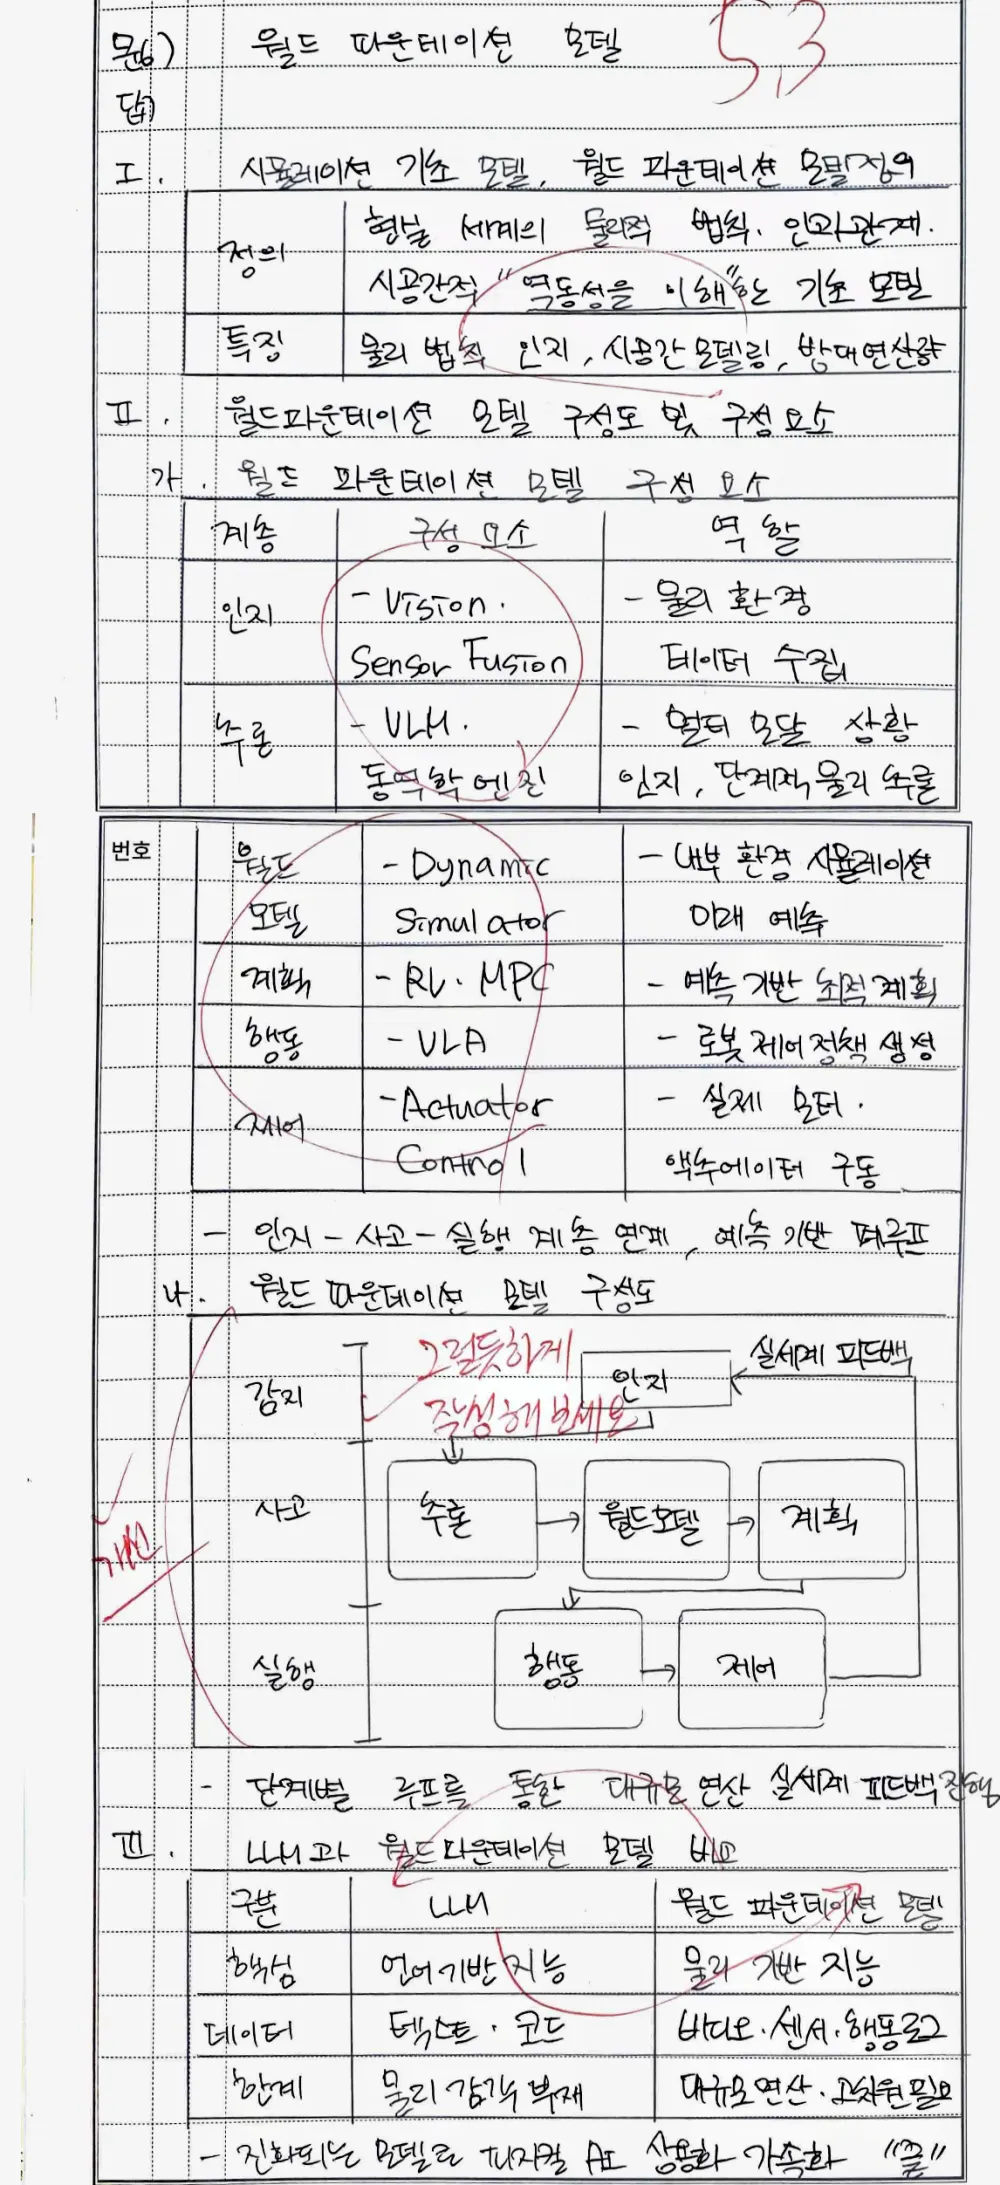 문6) 월드 파운데이션 모델
5.3
답)
I. 시뮬레이션 기초 모델, 월드 파운데이션 모델 정의
정의 현실 세계의 물리적 법칙, 인과관계.
시공간적 "역동성을 이해"하는 기초 모델
특징 물리 법칙 인지, 시공간 모델링, 방대연산량
II. 월드파운데이션 모델 구성도 및 구성요소
가. 월드 파운데이션 모델 구성 요소
계층 구성 요소 역할
인지 - Vision. - 물리 환경
Sensor Fusion 데이터 수집
추론 - VLM. - 멀티 모달 상황
동역학 엔진 인지, 단계적 물리 추론
번호 월드 - Dynamic - 내부 환경 시뮬레이션
모델 Simulator 미래 예측
계획 - RL. MPC - 예측 기반 최적 계획
행동 - VLA - 로봇 제어 정책 생성
제어 - Actuator - 실제 모터.
Control 액추에이터 구동
- 인지-사고-실행 계층 연계, 예측 기반 폐루프
나. 월드 파운데이션 모델 구성도
그럴듯하게 실세계 피드백
감지 인지
작성해 보세요
사고 추론 → 월드모델 → 계획
개선
실행 행동 → 제어
- 단계별 루프를 통한 대규모 연산 실세계 피드백 진행
III. LLM과 월드파운데이션 모델 비교
구분 LLM 월드 파운데이션 모델
핵심 언어기반 지능 물리 기반 지능
데이터 텍스트. 코드 비디오.센서.행동로그
한계 물리 감각 부재 대규모연산. 고차원필요
- 진화되는 모델로 피지컬 AI 상용화 가속화 "끝"